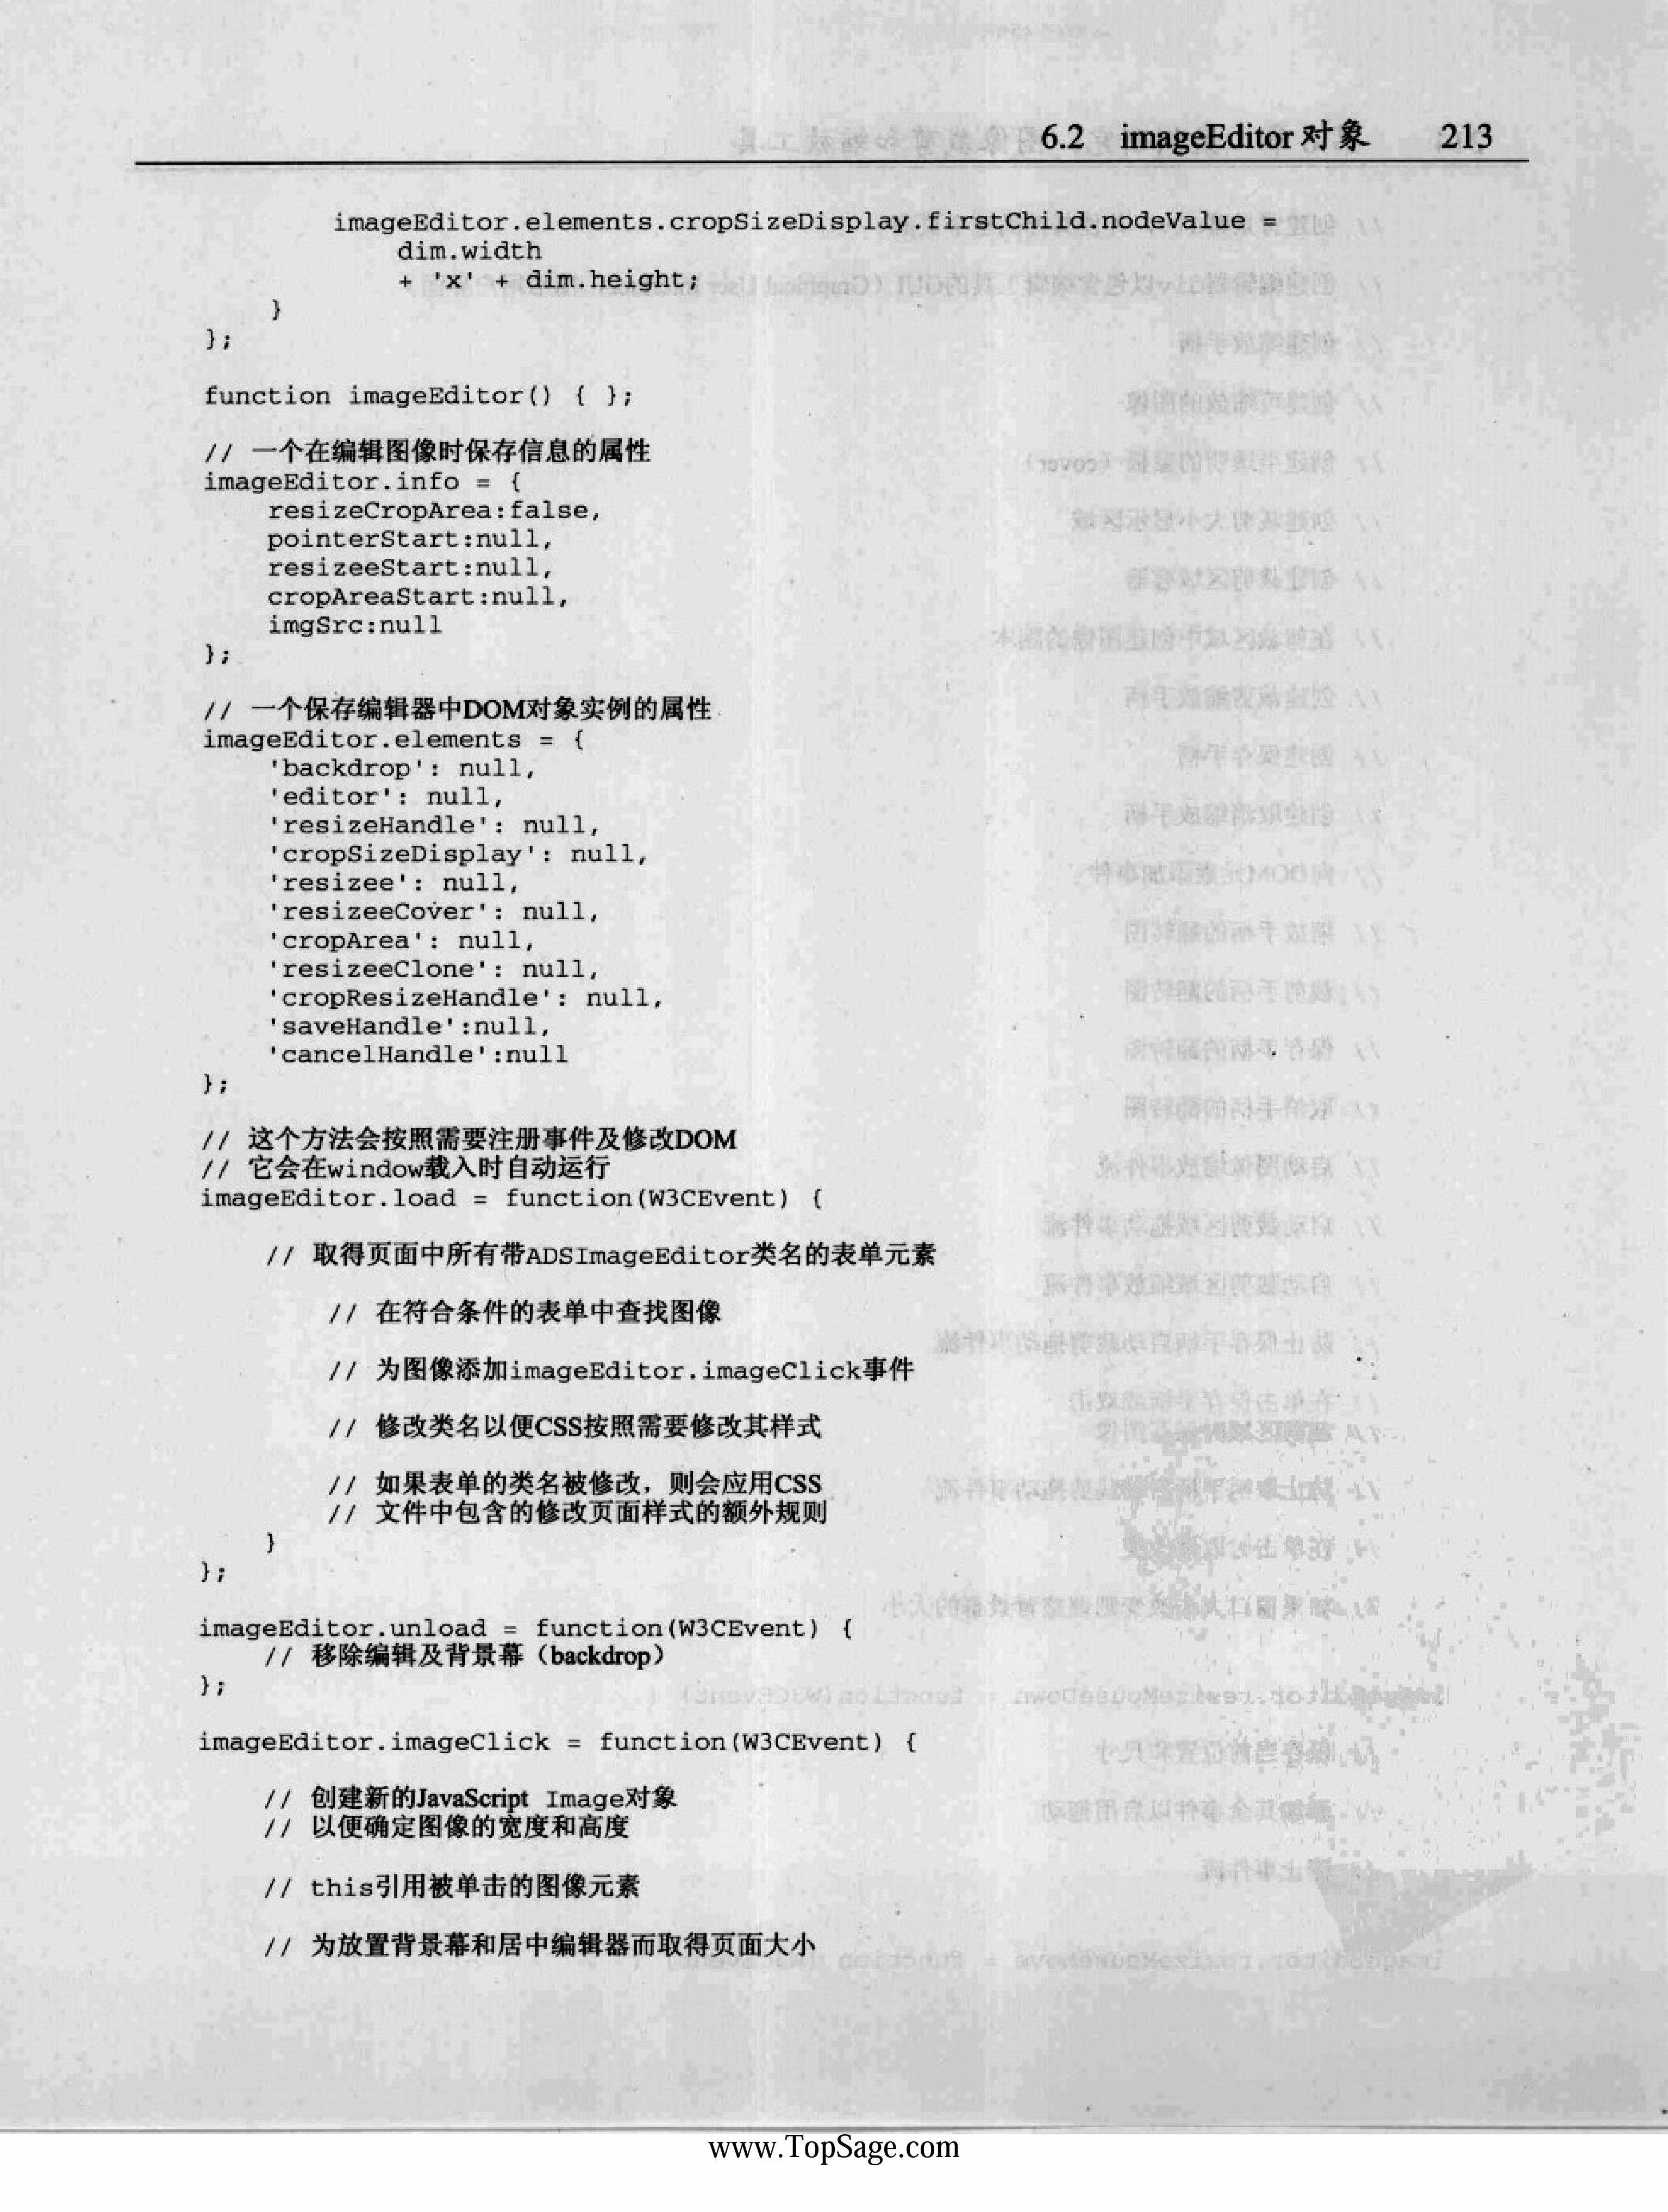 6.2 imageEditor对象 213
imageEditor.elements.cropSizeDisplay.firstChild.nodeValue =
dim.width
+ 'x' + dim.height;
}
};
function imageEditor() { };
// 一个在编辑图像时保存信息的属性
imageEditor.info = {
resizeCropArea:false,
pointerStart:null,
resizeeStart:null,
cropAreaStart:null,
imgSrc:null
};
// 一个保存编辑器中DOM对象实例的属性
imageEditor.elements = {
'backdrop': null,
'editor': null,
'resizeHandle': null,
'cropSizeDisplay': null,
'resizee': null,
'resizeeCover': null,
'cropArea': null,
'resizeeClone': null,
'cropResizeHandle': null,
'saveHandle':null,
'cancelHandle':null
};
// 这个方法会按照需要注册事件及修改DOM
// 它会在window载入时自动运行
imageEditor.load = function(W3CEvent) {
// 取得页面中所有带ADSImageEditor类名的表单元素
// 在符合条件的表单中查找图像
// 为图像添加imageEditor.imageClick事件
// 修改类名以便CSS按照需要修改其样式
// 如果表单的类名被修改，则会应用CSS
// 文件中包含的修改页面样式的额外规则
}
};
imageEditor.unload = function(W3CEvent) {
// 移除编辑及背景幕（backdrop）
};
imageEditor.imageClick = function(W3CEvent) {
// 创建新的JavaScript Image对象
// 以便确定图像的宽度和高度
// this引用被单击的图像元素
// 为放置背景幕和居中编辑器而取得页面大小
www.TopSage.com